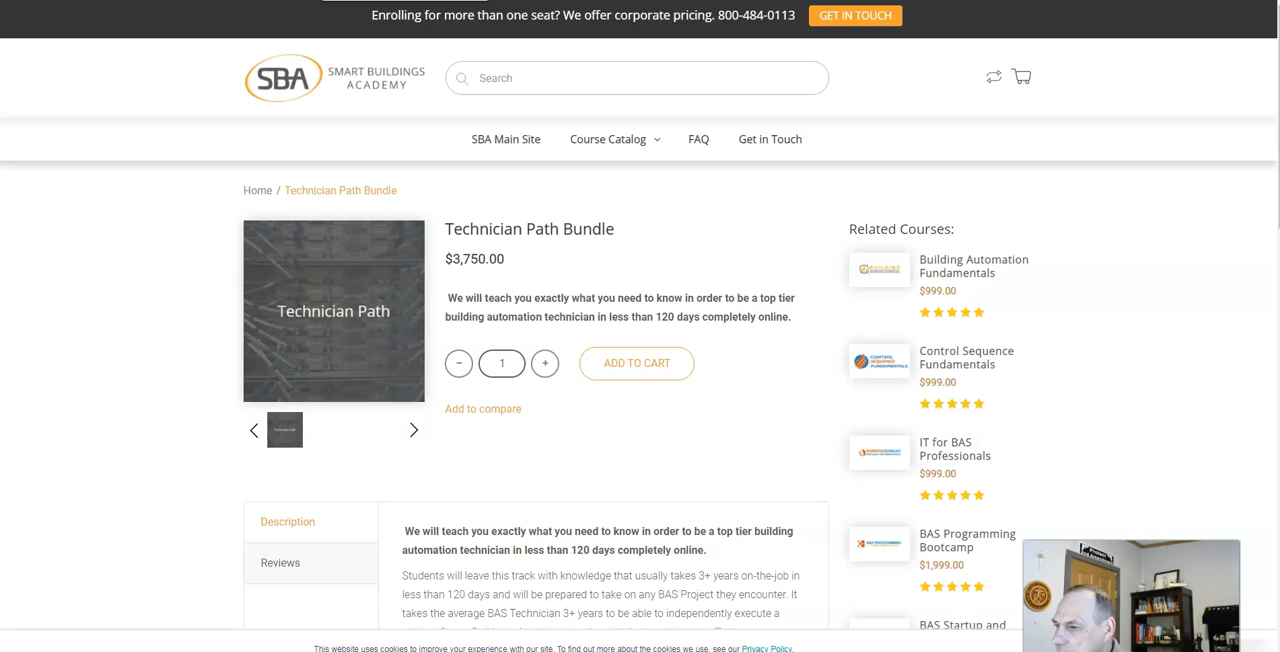 Enrolling for more than one seat? We offer corporate pricing. 800-484-0113
GET IN TOUCH
SBA
SMART BUILDINGS
ACADEMY
Search
SBA Main Site
Course Catalog
FAQ
Get in Touch
Home / Technician Path Bundle
Technician Path
Technician Path Bundle
$3,750.00
We will teach you exactly what you need to know in order to be a top tier
building automation technician in less than 120 days completely online.
− 1 +
ADD TO CART
Add to compare
Description
Reviews
We will teach you exactly what you need to know in order to be a top tier building
automation technician in less than 120 days completely online.
Students will leave this track with knowledge that usually takes 3+ years on-the-job in
less than 120 days and will be prepared to take on any BAS Project they encounter. It
takes the average BAS Technician 3+ years to be able to independently execute a
Related Courses:
Building Automation
Fundamentals
$999.00
CONTROL
SEQUENCE
FUNDAMENTALS
Control Sequence
Fundamentals
$999.00
IT for BAS
Professionals
$999.00
BAS Programming
Bootcamp
$1,999.00
BAS Startup and
This website uses cookies to improve your experience with our site. To find out more about the cookies we use, see our Privacy Policy.